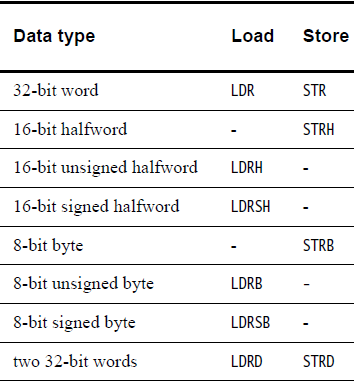 Data type Load Store
32-bit word LDR STR
16-bit halfword - STRH
16-bit unsigned halfword LDRH -
16-bit signed halfword LDRSH -
8-bit byte - STRB
8-bit unsigned byte LDRB -
8-bit signed byte LDRSB -
two 32-bit words LDRD STRD